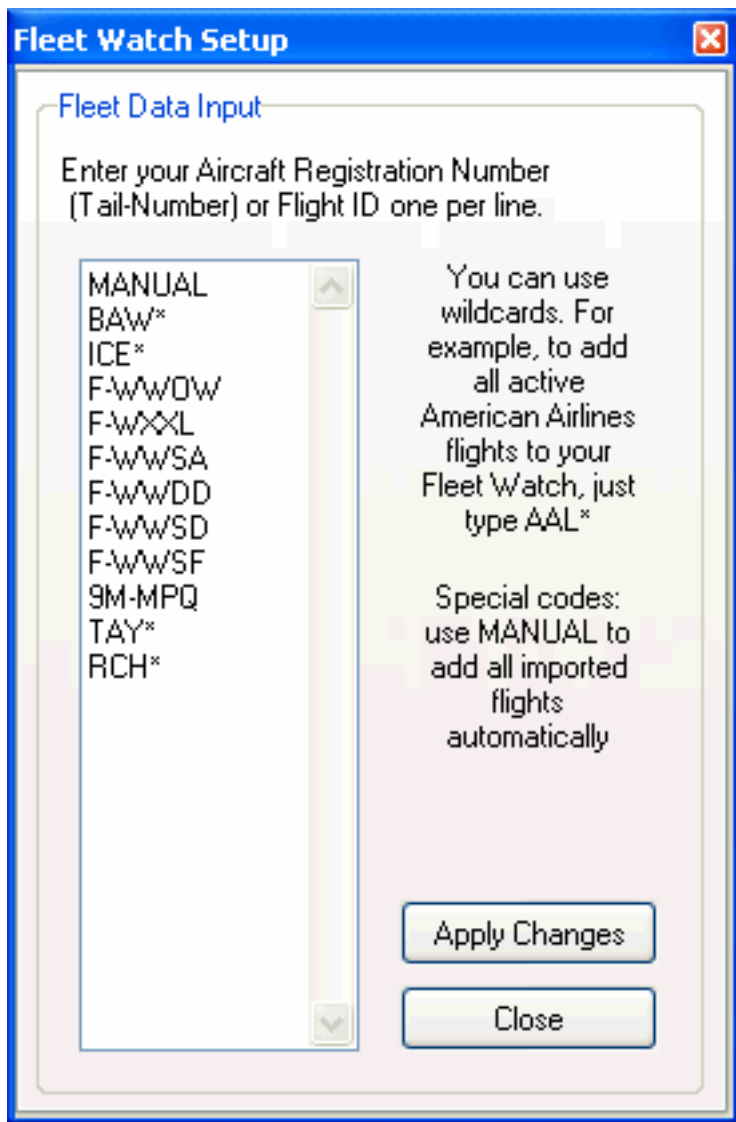 Fleet Watch Setup
Fleet Data Input
Enter your Aircraft Registration Number
(Tail-Number) or Flight ID one per line.
MANUAL
BAW*
ICE*
F-WWOW
F-WXXL
F-WWSA
F-WWDD
F-WWSD
F-WWSF
9M-MPQ
TAY*
RCH*
You can use
wildcards. For
example, to add
all active
American Airlines
flights to your
Fleet Watch, just
type AAL*
Special codes:
use MANUAL to
add all imported
flights
automatically
Apply Changes
Close